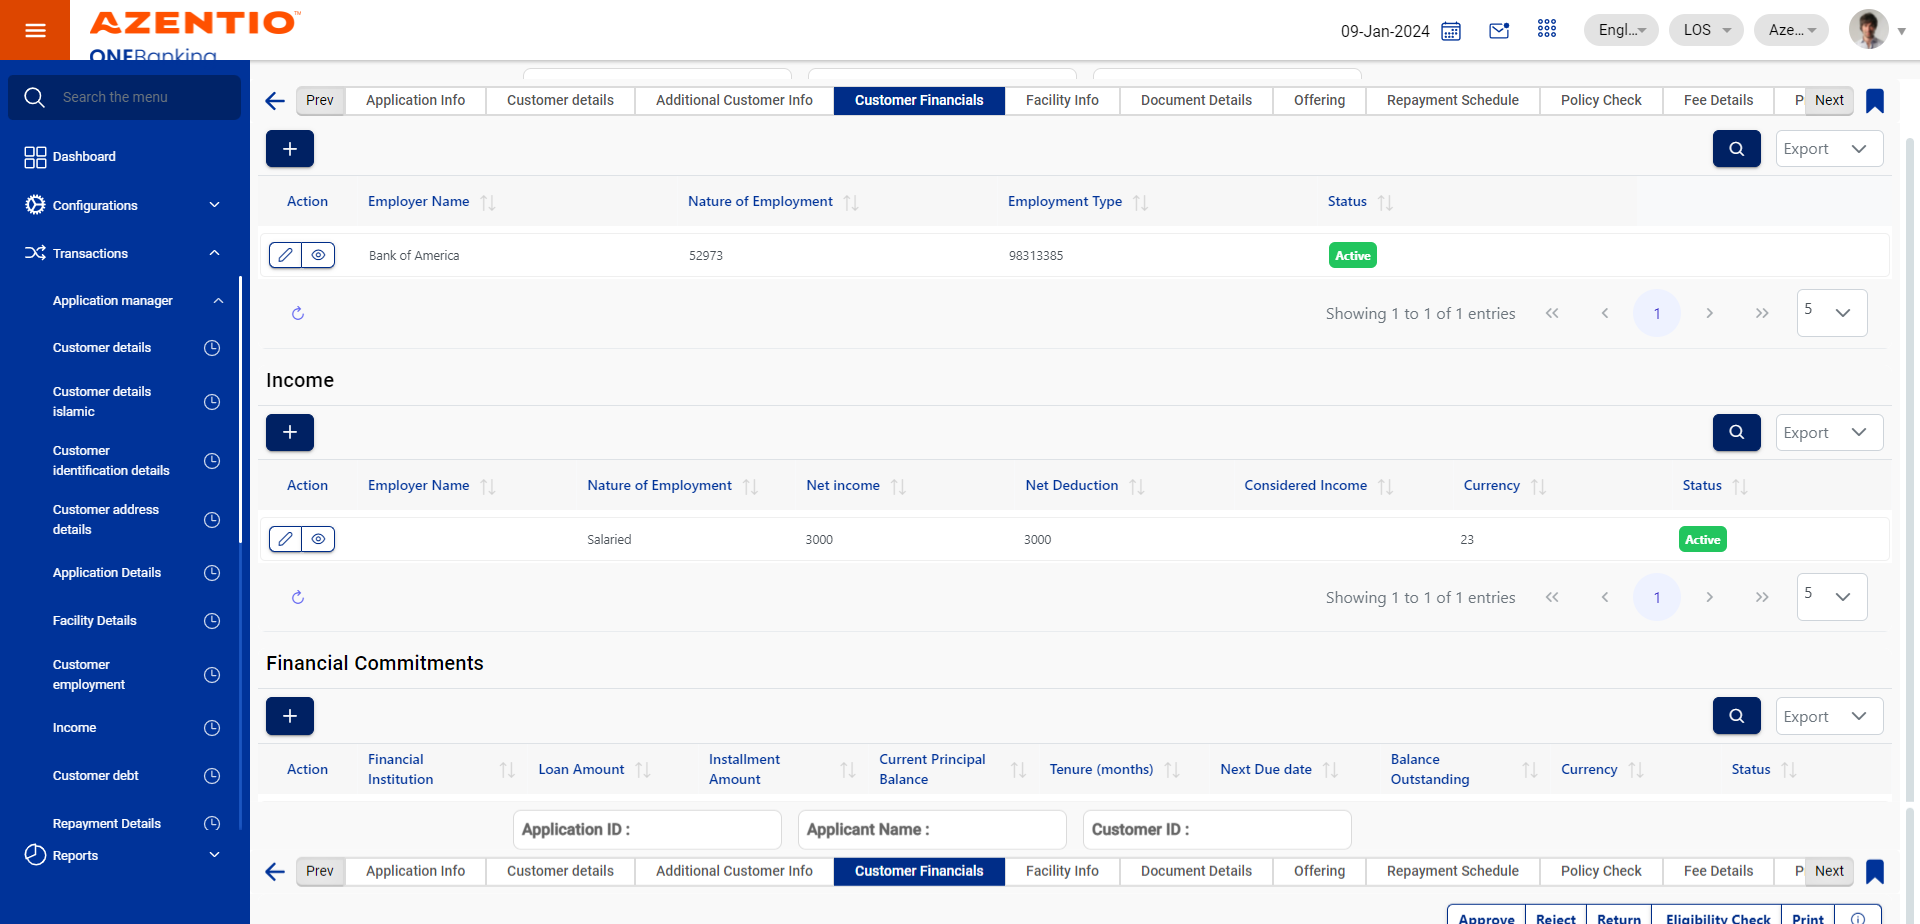 AZENTIO™
ONEBanking
09-Jan-2024
Engl...
LOS
Aze...
Search the menu
Dashboard
Configurations
Transactions
Application manager
Customer details
Customer details
islamic
Customer
identification details
Customer address
details
Application Details
Facility Details
Customer
employment
Income
Customer debt
Repayment Details
Reports
Prev Application Info Customer details Additional Customer Info Customer Financials Facility Info Document Details Offering Repayment Schedule Policy Check Fee Details P Next
+ Export
Action Employer Name Nature of Employment Employment Type Status
Bank of America 52973 98313385 Active
Showing 1 to 1 of 1 entries 1 5
Income
+ Export
Action Employer Name Nature of Employment Net income Net Deduction Considered Income Currency Status
Salaried 3000 3000 23 Active
Showing 1 to 1 of 1 entries 1 5
Financial Commitments
+ Export
Action Financial Institution Loan Amount Installment Amount Current Principal Balance Tenure (months) Next Due date Balance Outstanding Currency Status
Application ID : Applicant Name : Customer ID :
Prev Application Info Customer details Additional Customer Info Customer Financials Facility Info Document Details Offering Repayment Schedule Policy Check Fee Details P Next
Approve Reject Return Eligibility Check Print